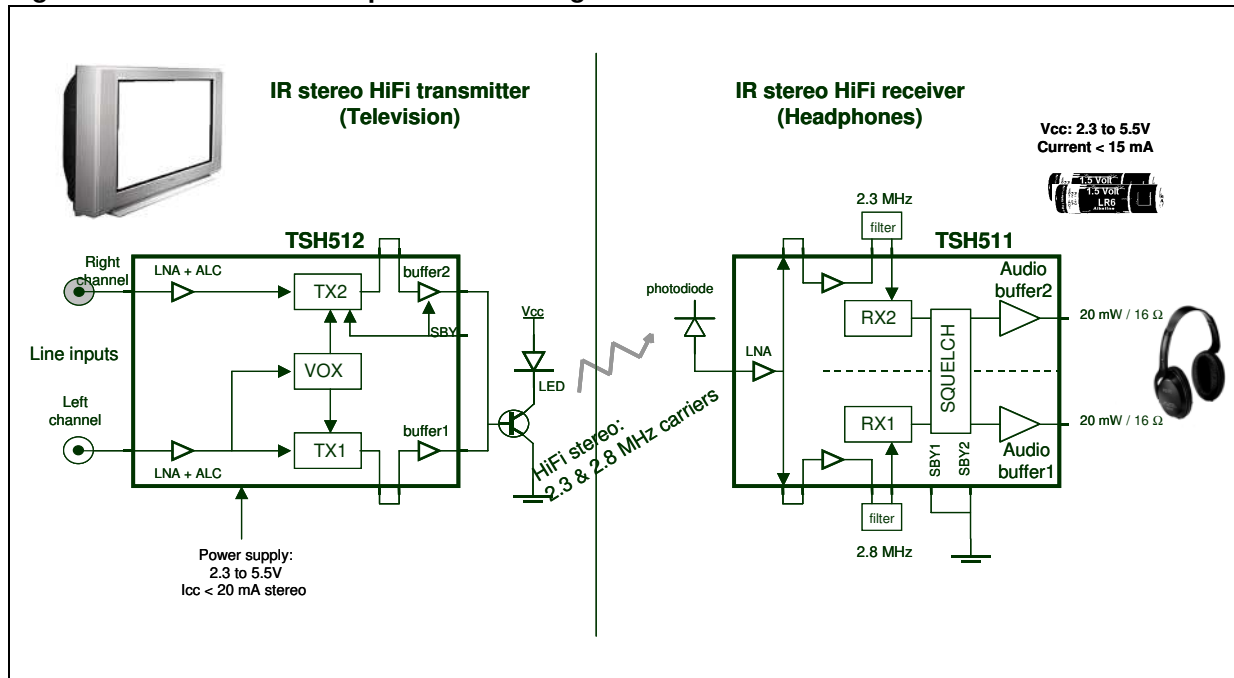 IR stereo HiFi transmitter
(Television)
IR stereo HiFi receiver
(Headphones)
Vcc: 2.3 to 5.5V
Current < 15 mA
1.5 Volt
1.5 Volt
LR6
Alkaline
TSH512
Right
channel
LNA + ALC
TX2
buffer2
SBY
Line inputs
VOX
Vcc
LED
Left
channel
LNA + ALC
TX1
buffer1
Power supply:
2.3 to 5.5V
Icc < 20 mA stereo
HiFi stereo:
2.3 & 2.8 MHz carriers
2.3 MHz
filter
TSH511
photodiode
LNA
RX2
SQUELCH
Audio
buffer2
20 mW / 16 Ω
RX1
SBY1
SBY2
Audio
buffer1
20 mW / 16 Ω
filter
2.8 MHz